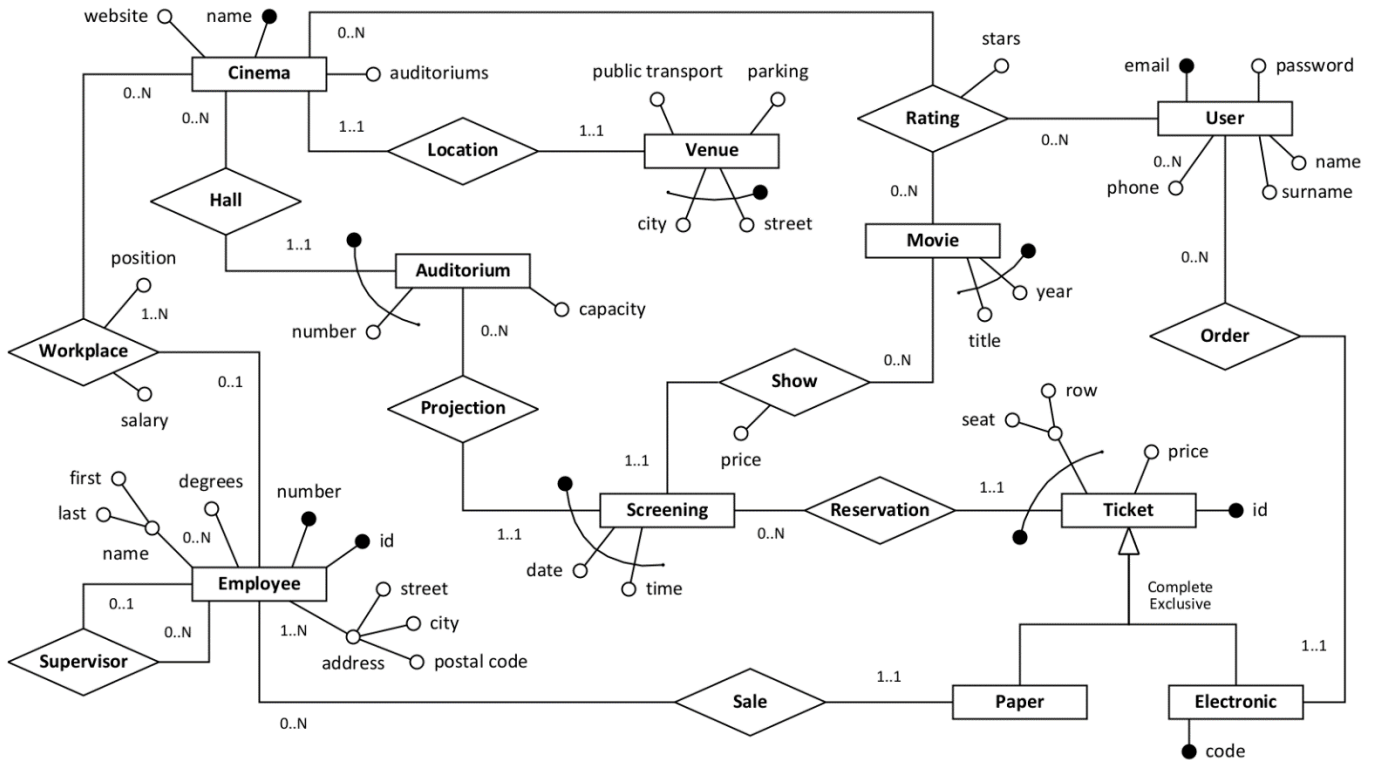 website
name
0..N
Cinema
auditoriums
stars
public transport
parking
email
password
0..N
0..N
1..1
1..1
Rating
User
Location
Venue
0..N
0..N
name
phone
surname
Hall
0..N
city
street
1..1
Movie
position
Auditorium
0..N
year
1..N
number
0..N
capacity
title
Order
Workplace
0..N
0..1
Show
salary
Projection
row
seat
price
price
1..1
first
degrees
number
last
Screening
Reservation
1..1
Ticket
id
name
0..N
1..1
0..N
id
date
time
Employee
street
Complete
Exclusive
0..1
city
0..N
1..N
Supervisor
address
postal code
1..1
1..1
Sale
Paper
Electronic
0..N
code